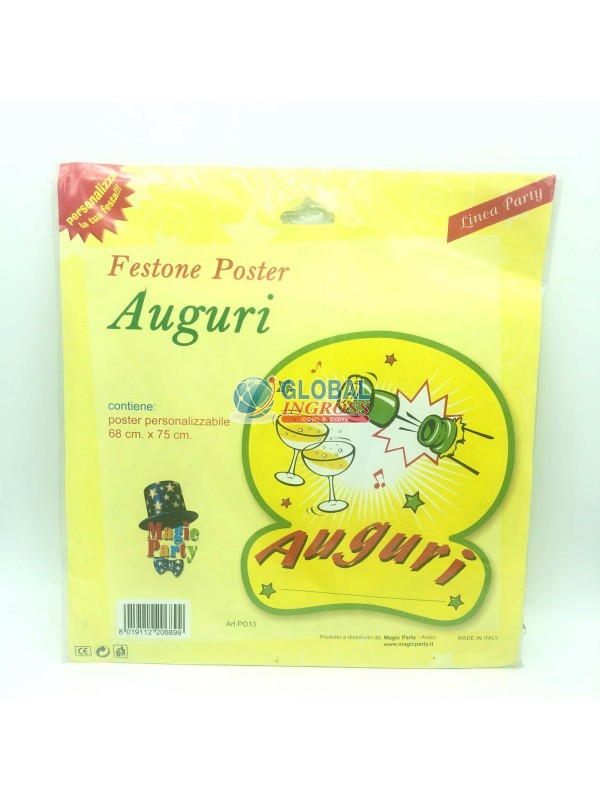 personalizza
la tua festa!!!
Linea Party
Festone Poster
Auguri
contiene:
poster personalizzabile
68 cm. x 75 cm.
GLOBAL
INGROSS
cash & carry
Magic
Party
Auguri
8 019112 206899
Art.PO13
Prodotto e distribuito da: Magic Party - Anzio
www.magicparty.it
MADE IN ITALY
CE